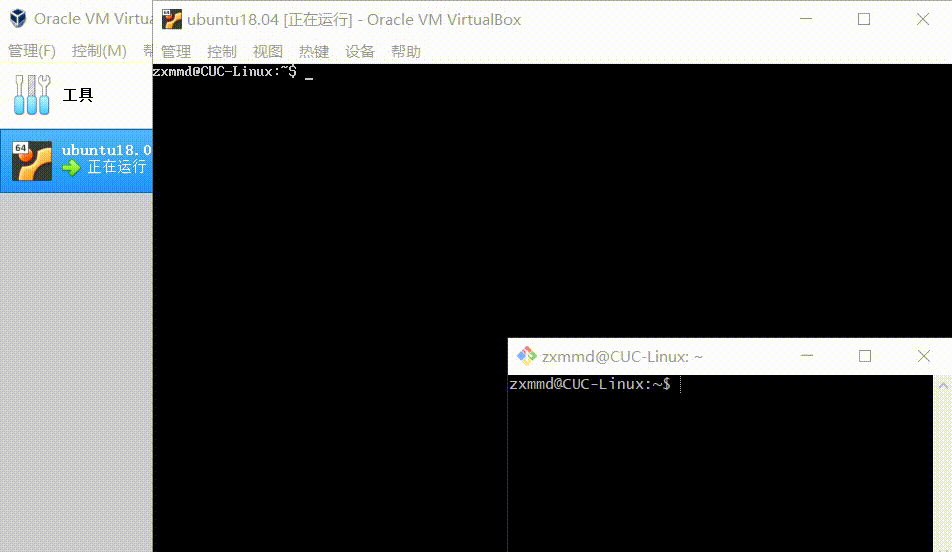 Oracle VM Virtua
管理(F) 控制(M) 帮
工具
64
ubuntu18.0
正在运行
ubuntu18.04 [正在运行] - Oracle VM VirtualBox
管理 控制 视图 热键 设备 帮助
zxmmd@CUC-Linux:~$ _
zxmmd@CUC-Linux: ~
zxmmd@CUC-Linux:~$